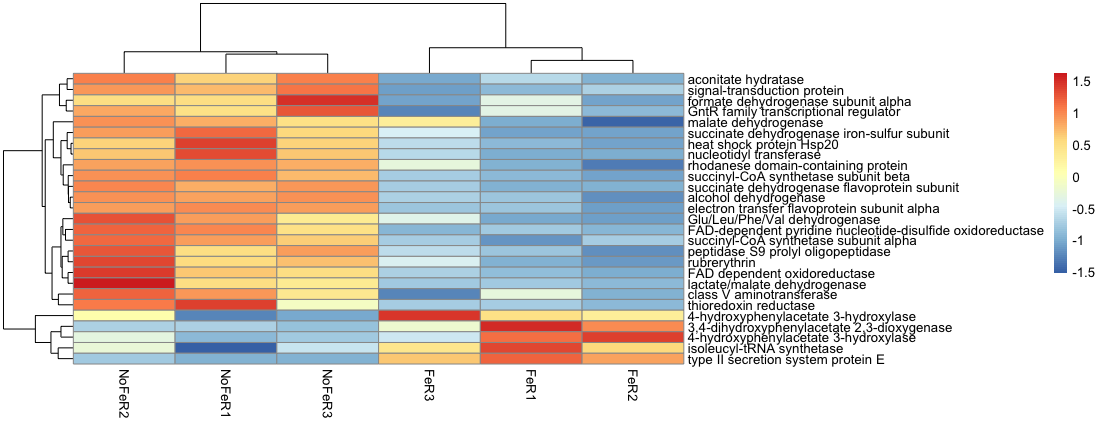 aconitate hydratase
signal-transduction protein
formate dehydrogenase subunit alpha
GntR family transcriptional regulator
malate dehydrogenase
succinate dehydrogenase iron-sulfur subunit
heat shock protein Hsp20
nucleotidyl transferase
rhodanese domain-containing protein
succinyl-CoA synthetase subunit beta
succinate dehydrogenase flavoprotein subunit
alcohol dehydrogenase
electron transfer flavoprotein subunit alpha
Glu/Leu/Phe/Val dehydrogenase
FAD-dependent pyridine nucleotide-disulfide oxidoreductase
succinyl-CoA synthetase subunit alpha
peptidase S9 prolyl oligopeptidase
rubrerythrin
FAD dependent oxidoreductase
lactate/malate dehydrogenase
class V aminotransferase
thioredoxin reductase
4-hydroxyphenylacetate 3-hydroxylase
3,4-dihydroxyphenylacetate 2,3-dioxygenase
4-hydroxyphenylacetate 3-hydroxylase
isoleucyl-tRNA synthetase
type II secretion system protein E
NoFeR2
NoFeR1
NoFeR3
FeR3
FeR1
FeR2
1.5
1
0.5
0
-0.5
-1
-1.5